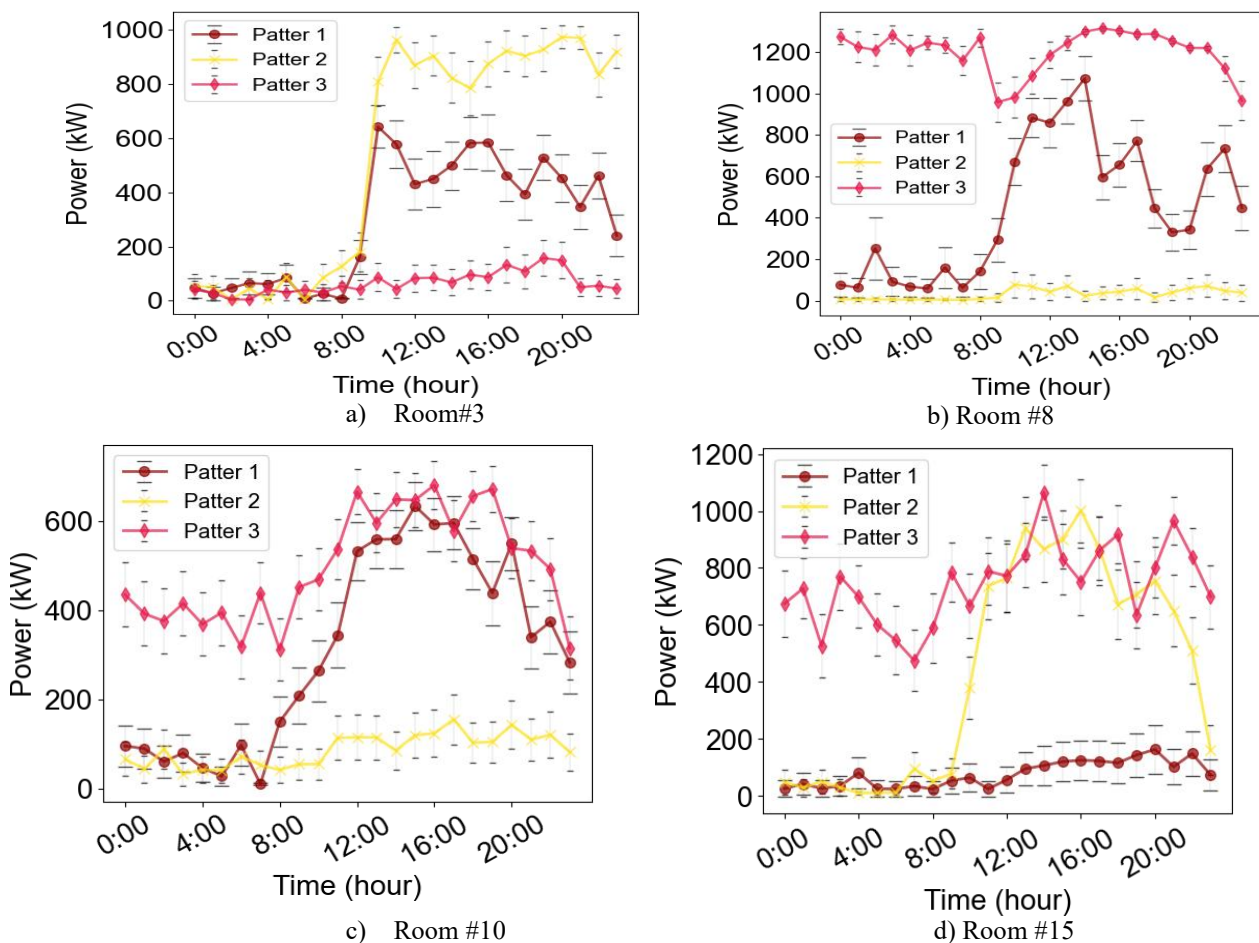 Patter 1
Patter 2
Patter 3
Power (kW)
1000
800
600
400
200
0
0:00 4:00 8:00 12:00 16:00 20:00
Time (hour)
a) Room#3
Patter 1
Patter 2
Patter 3
Power (kW)
1200
1000
800
600
400
200
0
0:00 4:00 8:00 12:00 16:00 20:00
Time (hour)
b) Room #8
Patter 1
Patter 2
Patter 3
Power (kW)
600
400
200
0
0:00 4:00 8:00 12:00 16:00 20:00
Time (hour)
c) Room #10
Patter 1
Patter 2
Patter 3
Power (kW)
1200
1000
800
600
400
200
0
0:00 4:00 8:00 12:00 16:00 20:00
Time (hour)
d) Room #15